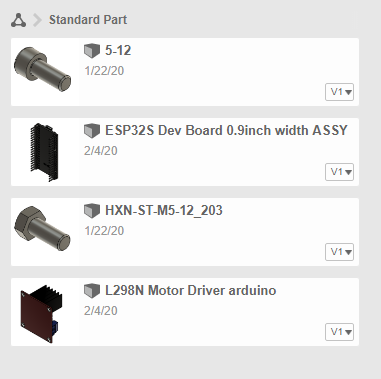 Standard Part
5-12
1/22/20
V1
ESP32S Dev Board 0.9inch width ASSY
2/4/20
V1
HXN-ST-M5-12_203
1/22/20
V1
L298N Motor Driver arduino
2/4/20
V1